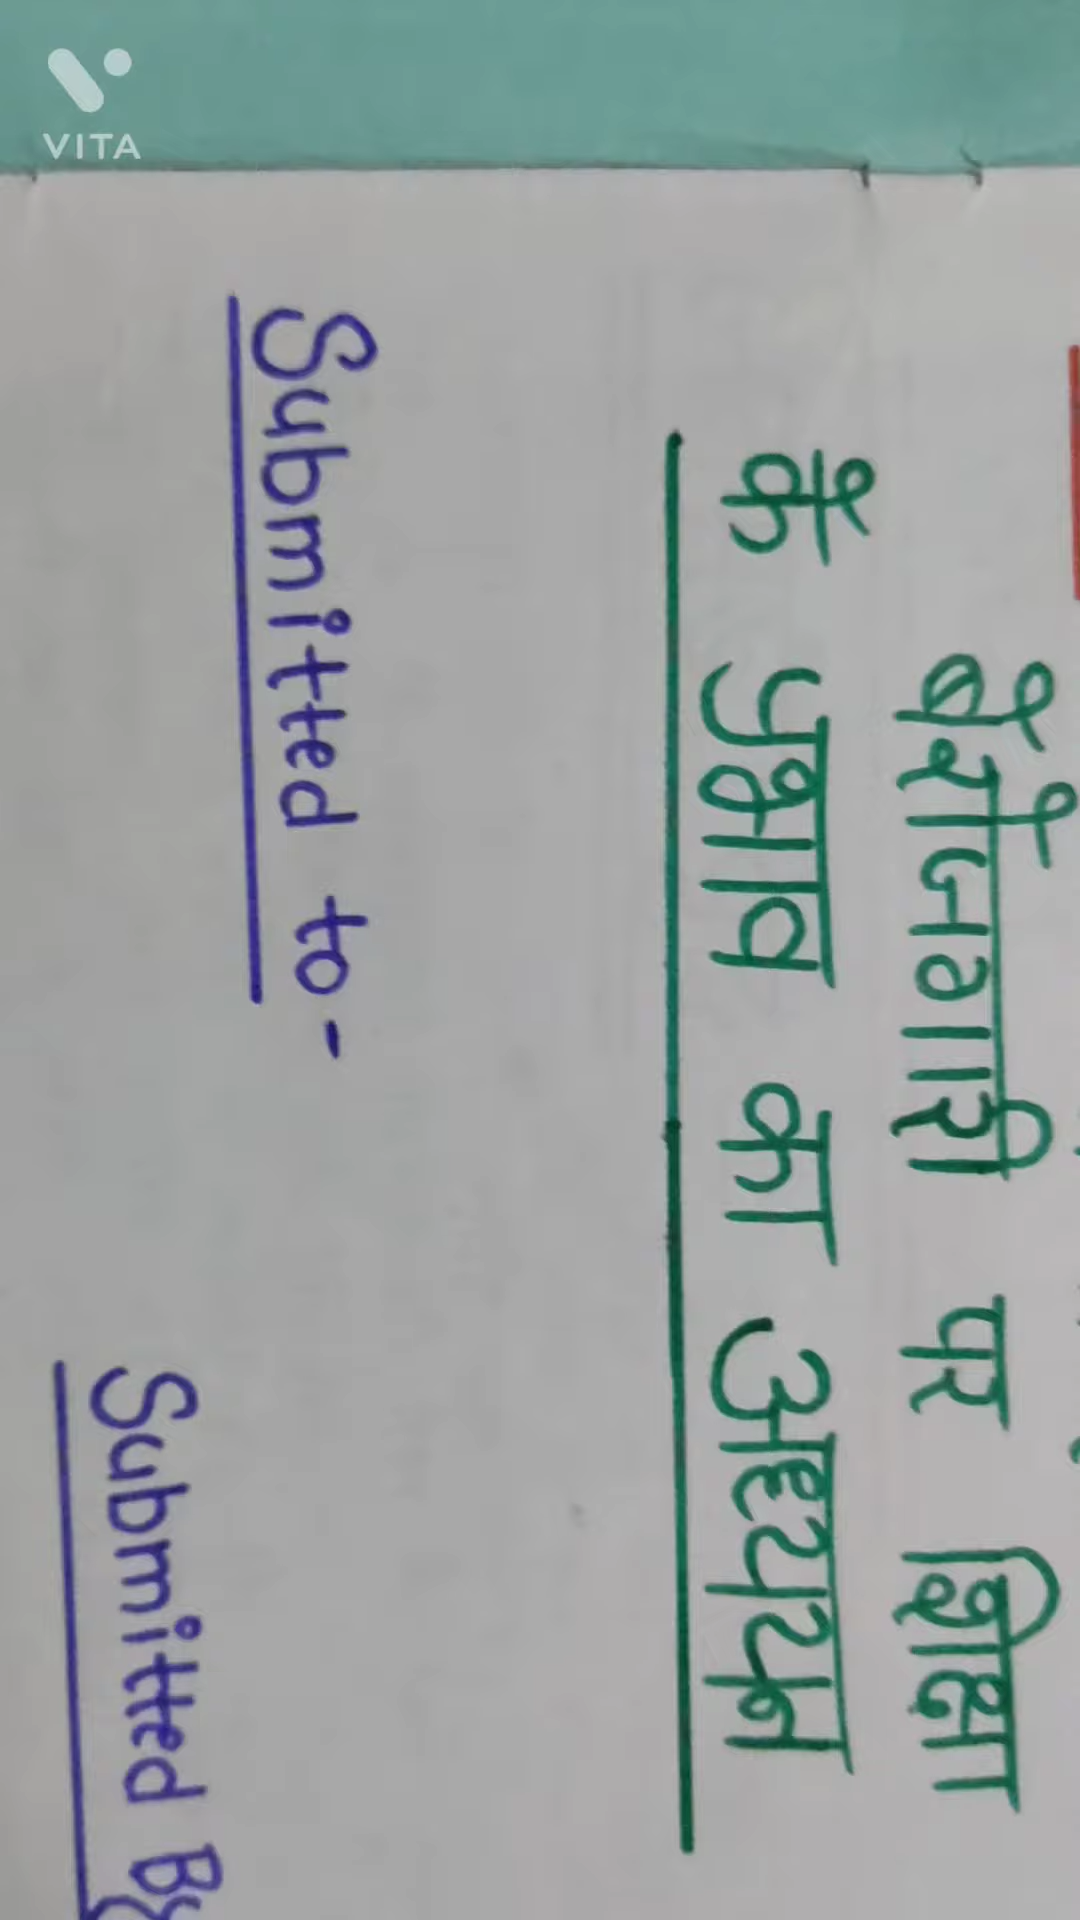 VITA
बेरोजगारी पर शिक्षा
के प्रभाव का अध्ययन
Submitted to-
Submitted By